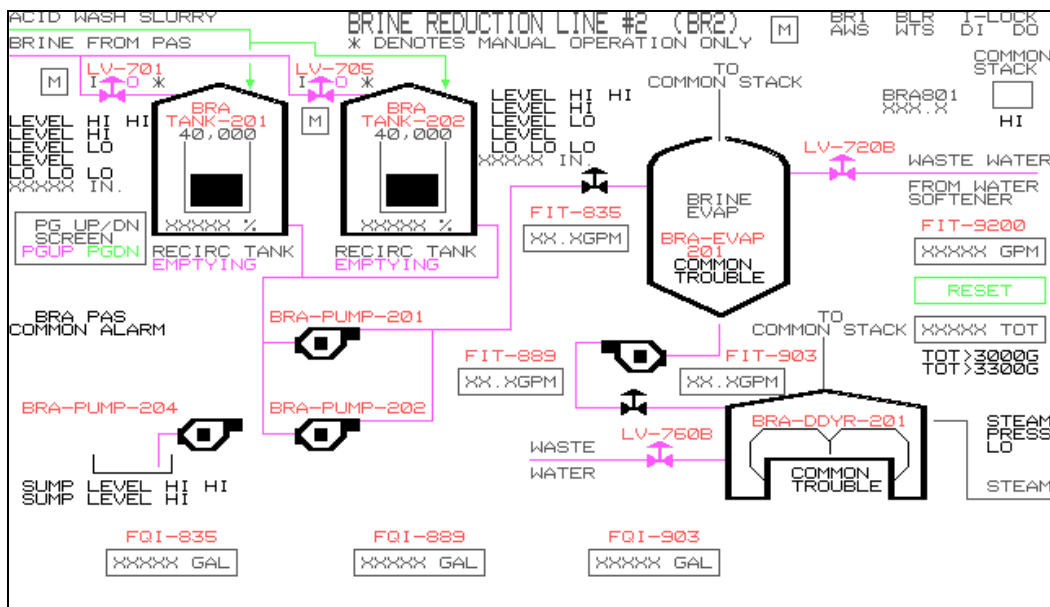 ACID WASH SLURRY
BRINE REDUCTION LINE #2 (BR2)
* DENOTES MANUAL OPERATION ONLY
M
BR1 AWS
BLR WTS
I-LOCK
DI DO
BRINE FROM PAS
M
LV-701
I O *
LV-705
I O *
M
TO
COMMON STACK
COMMON
STACK
HI
BRA801
XXX.X
BRA
TANK-201
40,000
XXXXX %
RECIRC TANK
EMPTYING
BRA
TANK-202
40,000
XXXXX %
RECIRC TANK
EMPTYING
LEVEL HI HI
LEVEL HI
LEVEL LO
LEVEL
LO LO LO
XXXXX IN.
LEVEL HI HI
LEVEL HI
LEVEL LO
LEVEL
LO LO LO
XXXXX IN.
LV-720B
WASTE WATER
FROM WATER
SOFTENER
PG UP/DN
SCREEN
PGUP PGDN
FIT-835
XX.XGPM
BRINE
EVAP
BRA-EVAP
201
COMMON
TROUBLE
FIT-9200
XXXXX GPM
RESET
XXXXX TOT
TOT>3000G
TOT>3300G
BRA PAS
COMMON ALARM
BRA-PUMP-201
TO
COMMON STACK
FIT-889
XX.XGPM
FIT-903
XX.XGPM
BRA-PUMP-204
BRA-PUMP-202
BRA-DDYR-201
COMMON
TROUBLE
STEAM
PRESS
LO
STEAM
LV-760B
WASTE
WATER
SUMP LEVEL HI HI
SUMP LEVEL HI
FQI-835
XXXXX GAL
FQI-889
XXXXX GAL
FQI-903
XXXXX GAL